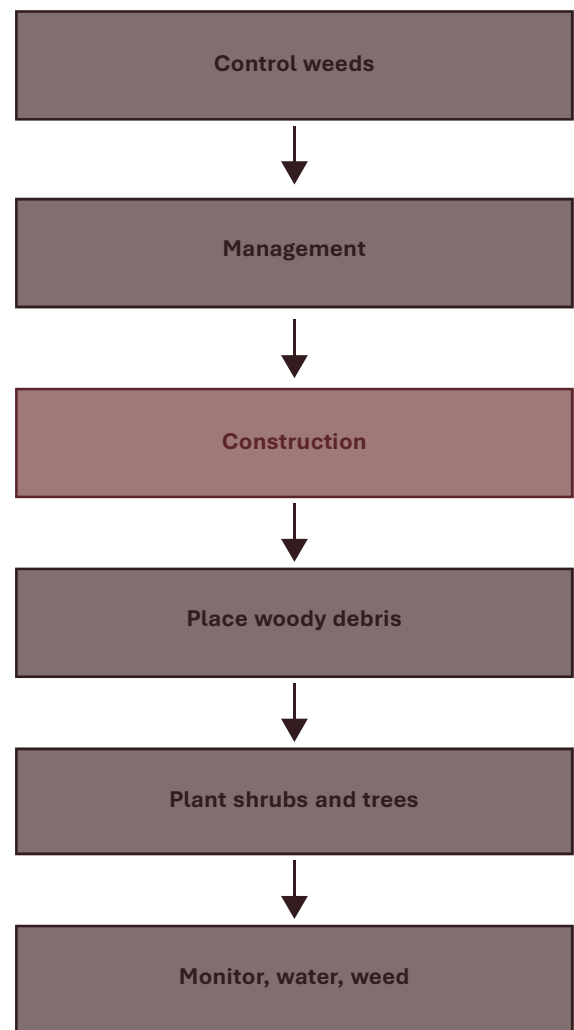 Control weeds
Management
Construction
Place woody debris
Plant shrubs and trees
Monitor, water, weed